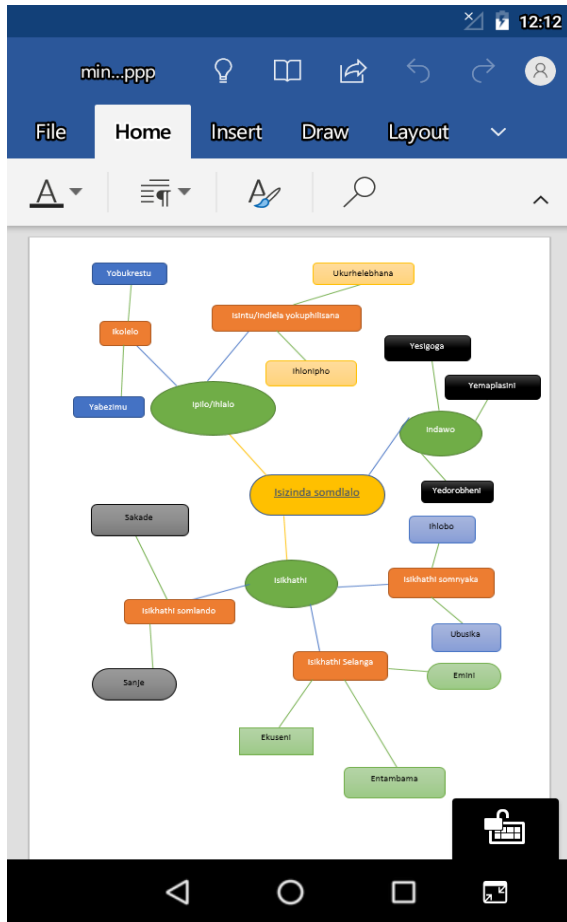 12:12
min...ppp
File Home Insert Draw Layout
Yobukrestu
Ukurhelebhana
Ikolelo
Isintu/indlela yokuphilisana
Yesigoga
Ihlonipho
Yemaplasini
Yabezimu
Ipilo/ihlalo
Indawo
Isizinda somdlalo
Yedorobheni
Sakade
Ihlobo
Isikhathi
Isikhathi somnyaka
Isikhathi somlando
Ubusika
Isikhathi Selanga
Emini
Sanje
Ekuseni
Entambama